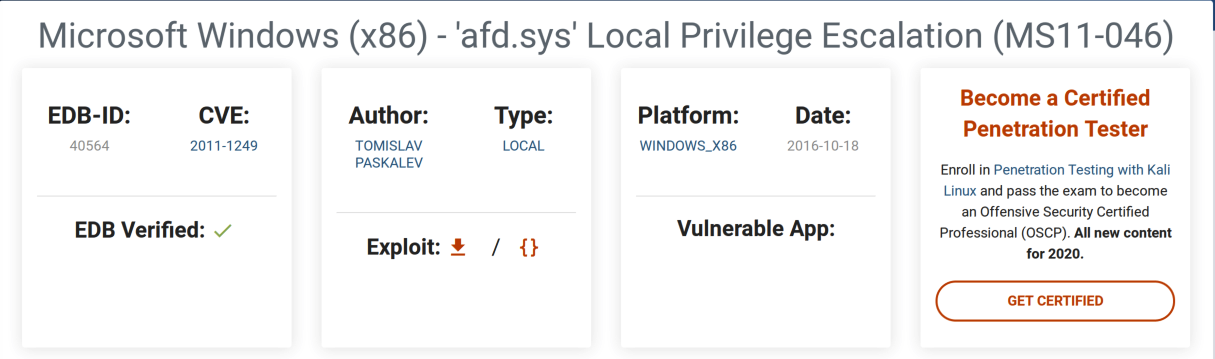 Microsoft Windows (x86) - 'afd.sys' Local Privilege Escalation (MS11-046)
EDB-ID:
40564
CVE:
2011-1249
EDB Verified:
Author:
TOMISLAV
PASKALEV
Type:
LOCAL
Exploit: / {}
Platform:
WINDOWS_X86
Date:
2016-10-18
Vulnerable App:
Become a Certified
Penetration Tester
Enroll in Penetration Testing with Kali
Linux and pass the exam to become
an Offensive Security Certified
Professional (OSCP). All new content
for 2020.
GET CERTIFIED